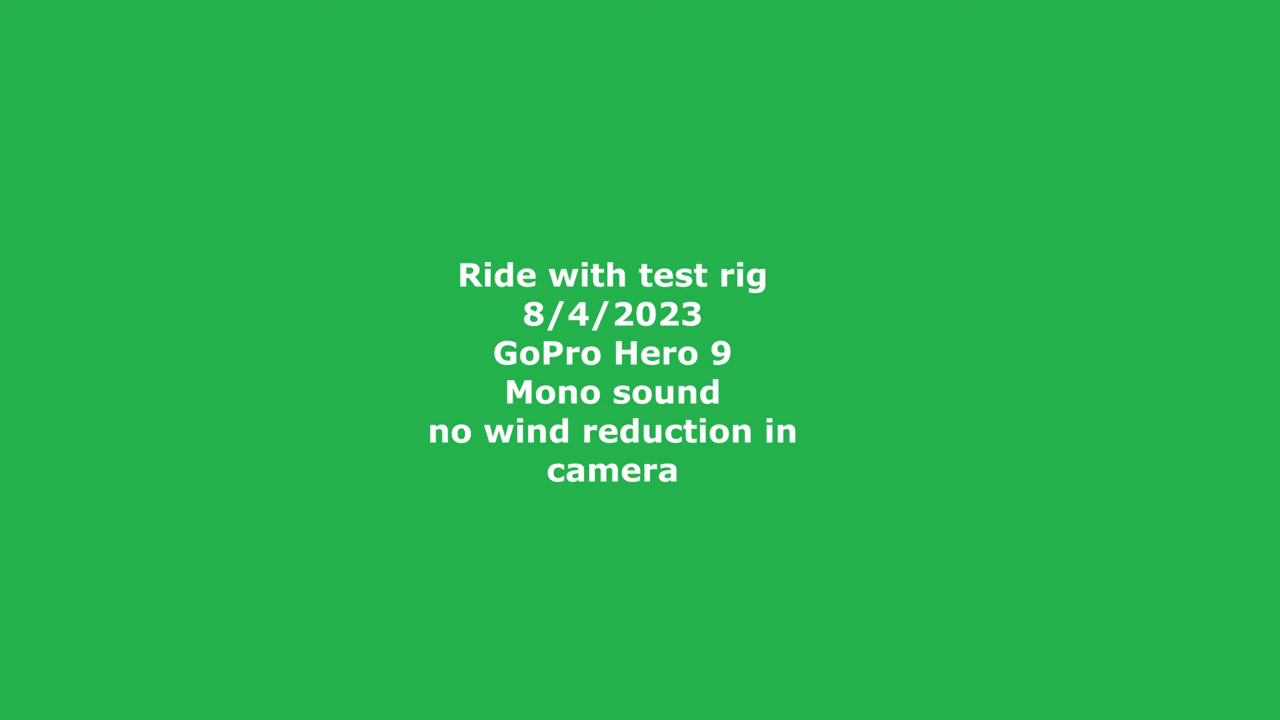 Ride with test rig
8/4/2023
GoPro Hero 9
Mono sound
no wind reduction in
camera